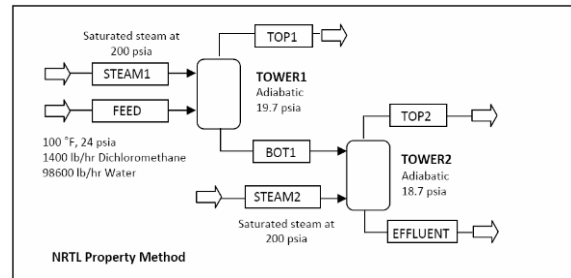 Saturated steam at
200 psia
TOP1
STEAM1
TOWER1
Adiabatic
19.7 psia
FEED
100 °F, 24 psia
1400 lb/hr Dichloromethane
98600 lb/hr Water
TOP2
BOT1
TOWER2
Adiabatic
18.7 psia
STEAM2
Saturated steam at
200 psia
EFFLUENT
NRTL Property Method